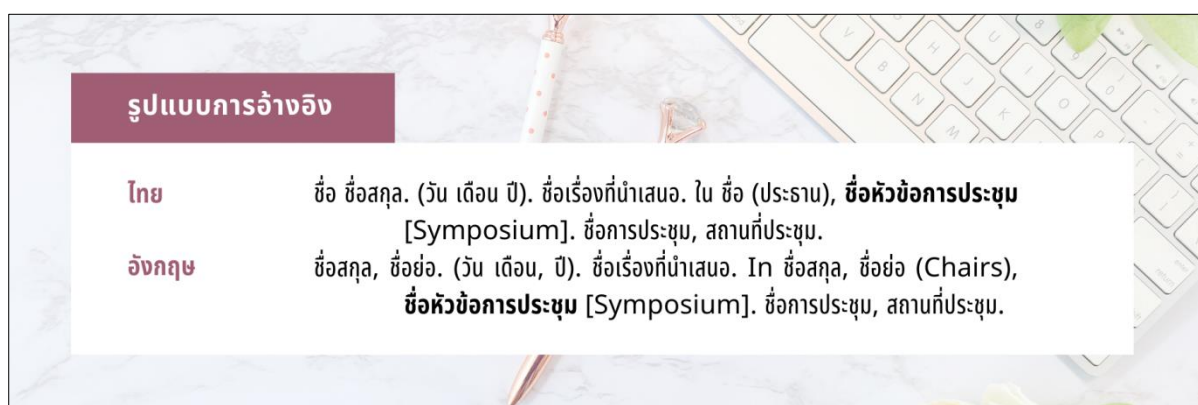 รูปแบบการอ้างอิง
ไทย ชื่อ ชื่อสกุล. (วัน เดือน ปี). ชื่อเรื่องที่นำเสนอ. ใน ชื่อ (ประธาน), ชื่อหัวข้อการประชุม
[Symposium]. ชื่อการประชุม, สถานที่ประชุม.
อังกฤษ ชื่อสกุล, ชื่อย่อ. (วัน เดือน, ปี). ชื่อเรื่องที่นำเสนอ. In ชื่อสกุล, ชื่อย่อ (Chairs),
ชื่อหัวข้อการประชุม [Symposium]. ชื่อการประชุม, สถานที่ประชุม.